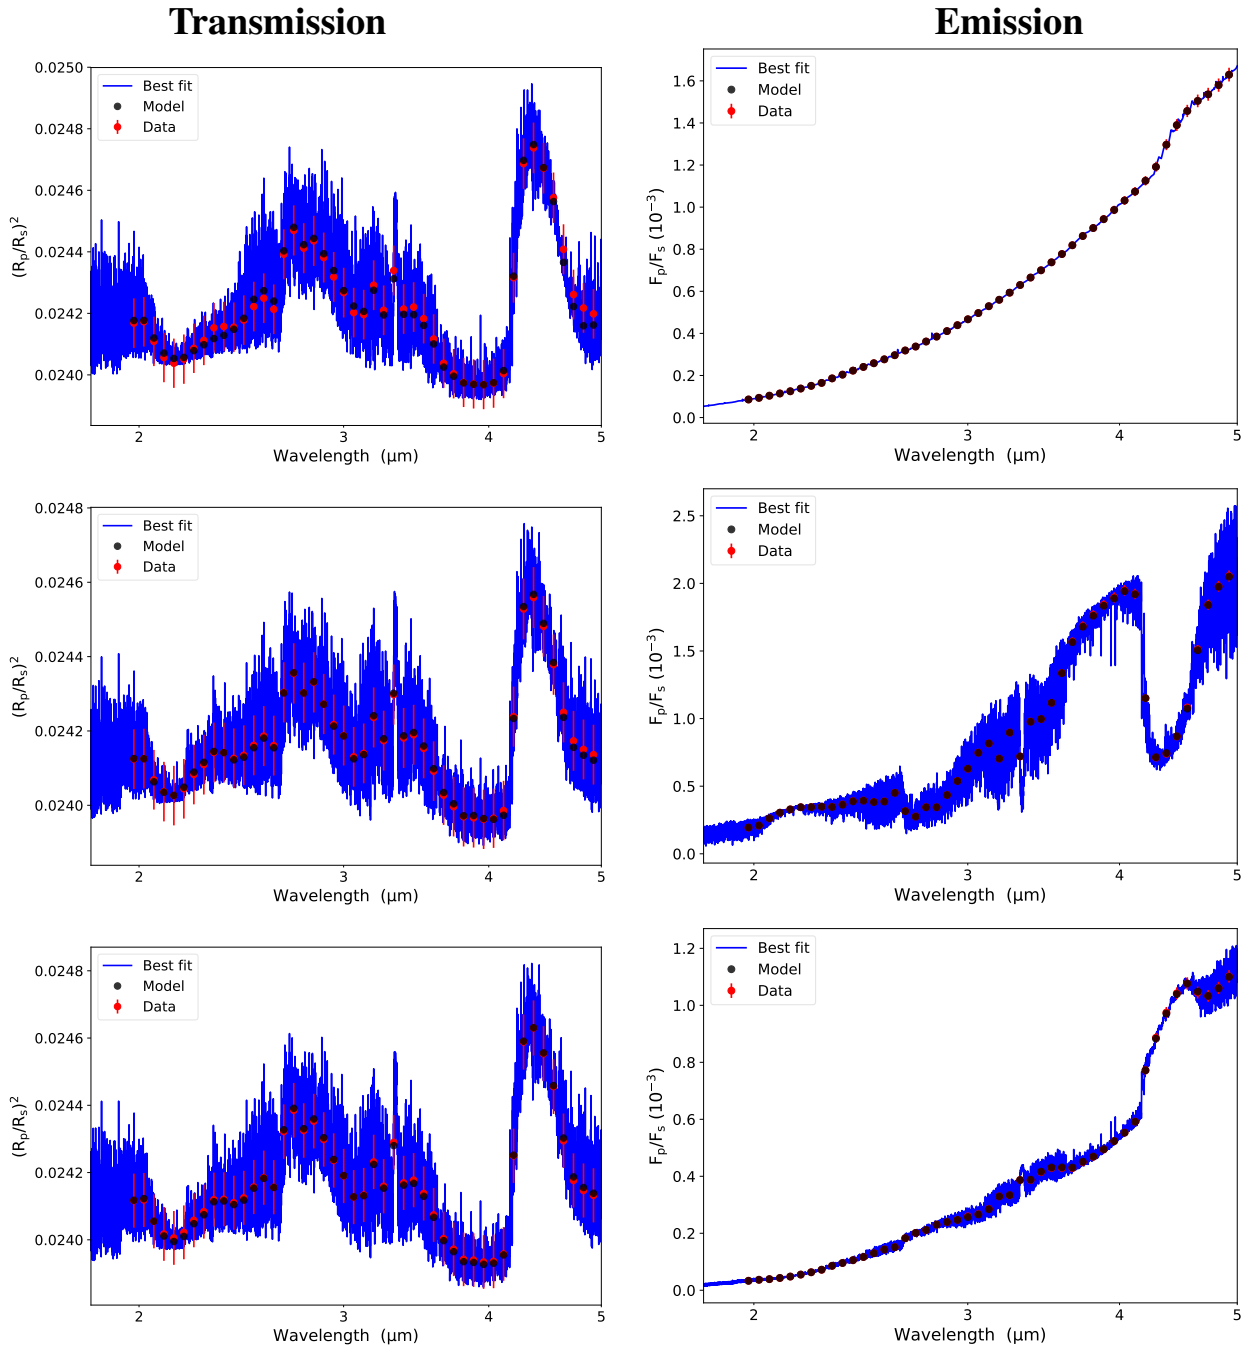 Transmission
Emission
0.0250
0.0248
0.0246
0.0244
0.0242
0.0240
(Rp/Rs)²
Best fit
Model
Data
2
3
4
5
Wavelength (μm)
1.6
1.4
1.2
1.0
0.8
0.6
0.4
0.2
0.0
Fp/Fs (10⁻³)
Best fit
Model
Data
2
3
4
5
Wavelength (μm)
0.0248
0.0246
0.0244
0.0242
0.0240
(Rp/Rs)²
Best fit
Model
Data
2
3
4
5
Wavelength (μm)
2.5
2.0
1.5
1.0
0.5
0.0
Fp/Fs (10⁻³)
Best fit
Model
Data
2
3
4
5
Wavelength (μm)
0.0248
0.0246
0.0244
0.0242
0.0240
(Rp/Rs)²
Best fit
Model
Data
2
3
4
5
Wavelength (μm)
1.2
1.0
0.8
0.6
0.4
0.2
0.0
Fp/Fs (10⁻³)
Best fit
Model
Data
2
3
4
5
Wavelength (μm)